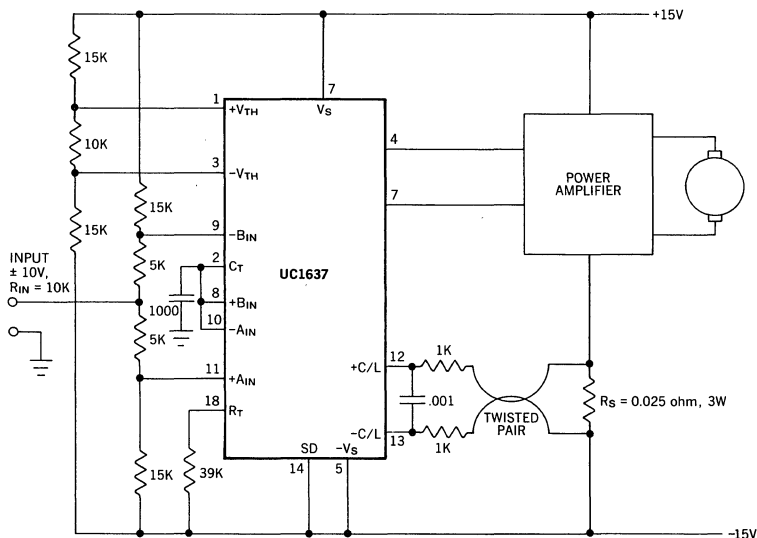 +15V
15K
7
VS
1
+VTH
10K
3
-VTH
4
POWER
AMPLIFIER
7
15K
15K
9
-BIN
5K
2
CT
INPUT
± 10V,
RIN = 10K
UC1637
1000
8
+BIN
10
-AIN
5K
11
+AIN
12
+C/L
1K
18
RT
.001
TWISTED
PAIR
RS = 0.025 ohm, 3W
-C/L
13
1K
SD
-VS
14
5
15K
39K
-15V